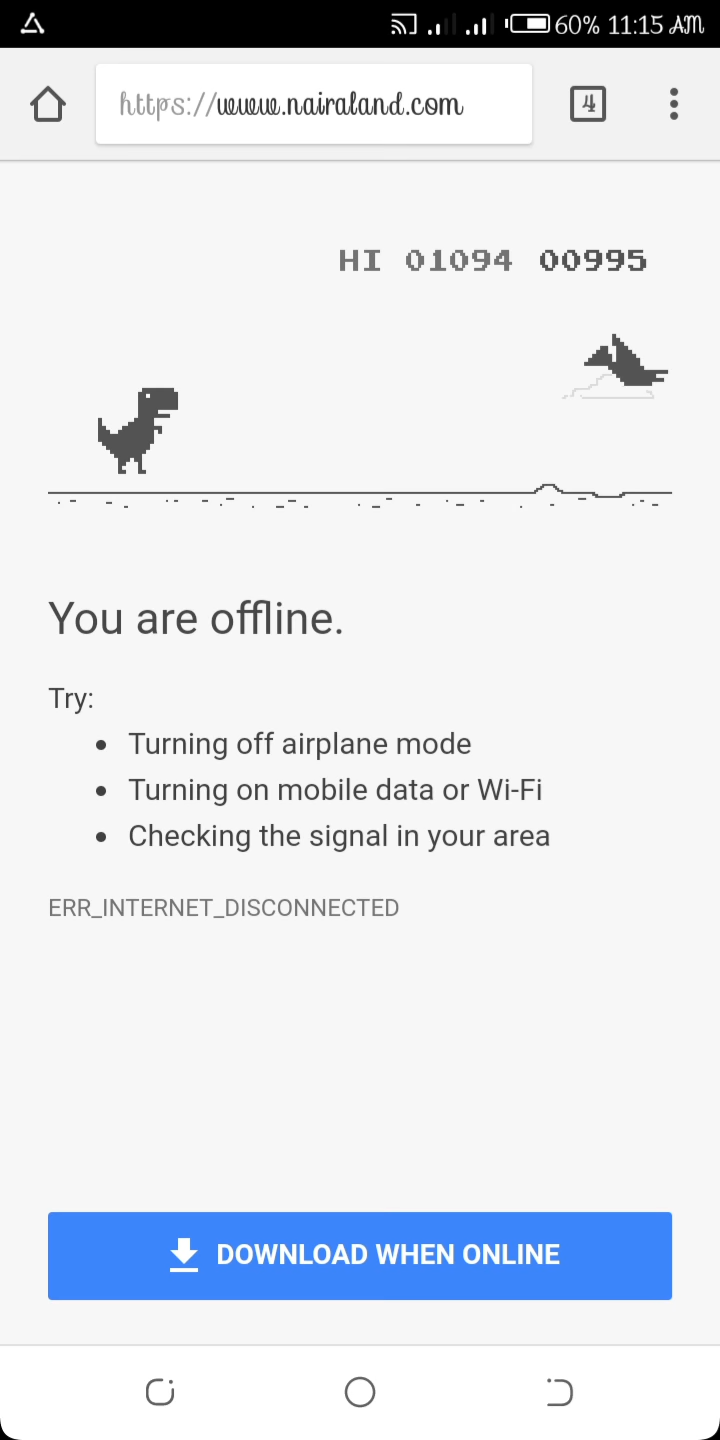 60% 11:15 AM
https://www.nairaland.com
4
HI 01094 00995
You are offline.
Try:
• Turning off airplane mode
• Turning on mobile data or Wi-Fi
• Checking the signal in your area
ERR_INTERNET_DISCONNECTED
DOWNLOAD WHEN ONLINE